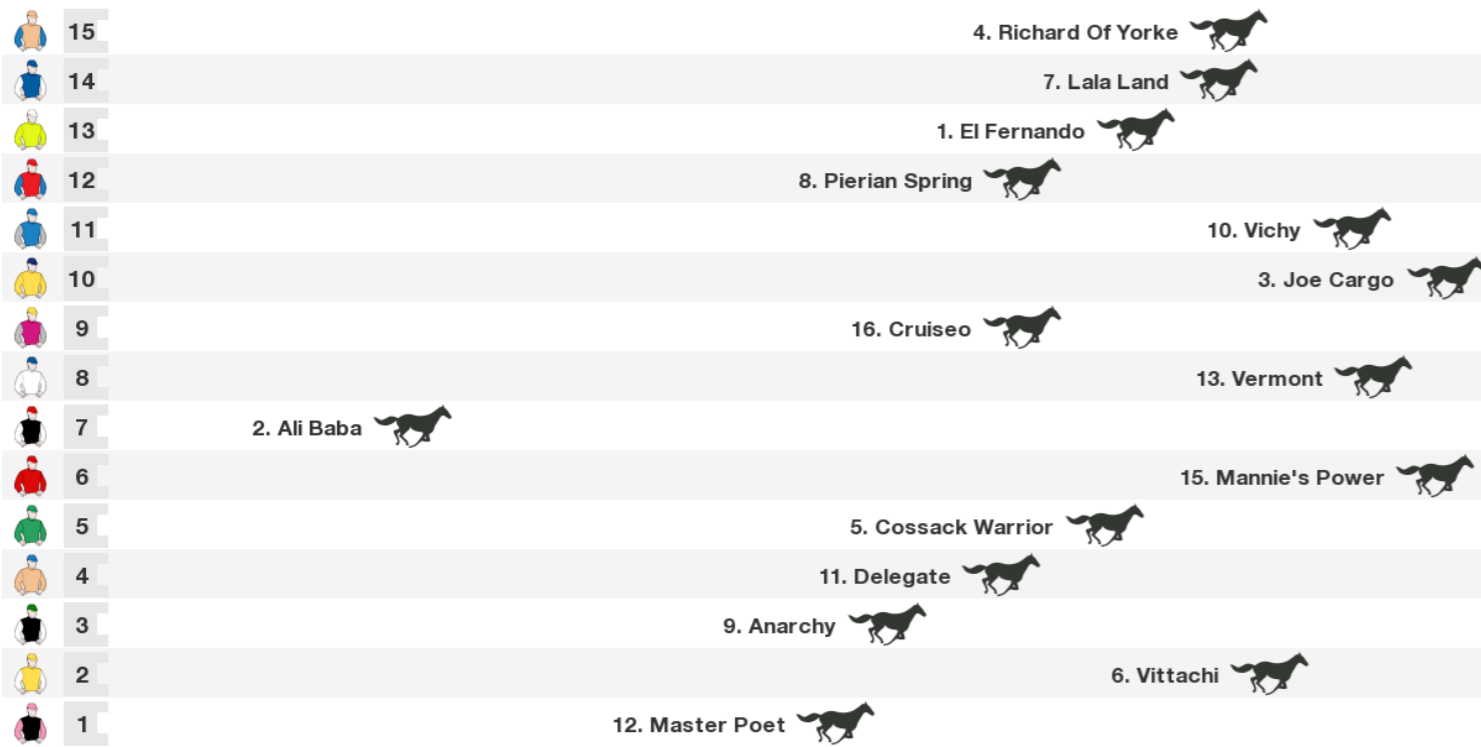 15 4. Richard Of Yorke
14 7. Lala Land
13 1. El Fernando
12 8. Pierian Spring
11 10. Vichy
10 3. Joe Cargo
9 16. Cruiseo
8 13. Vermont
7 2. Ali Baba
6 15. Mannie's Power
5 5. Cossack Warrior
4 11. Delegate
3 9. Anarchy
2 6. Vittachi
1 12. Master Poet